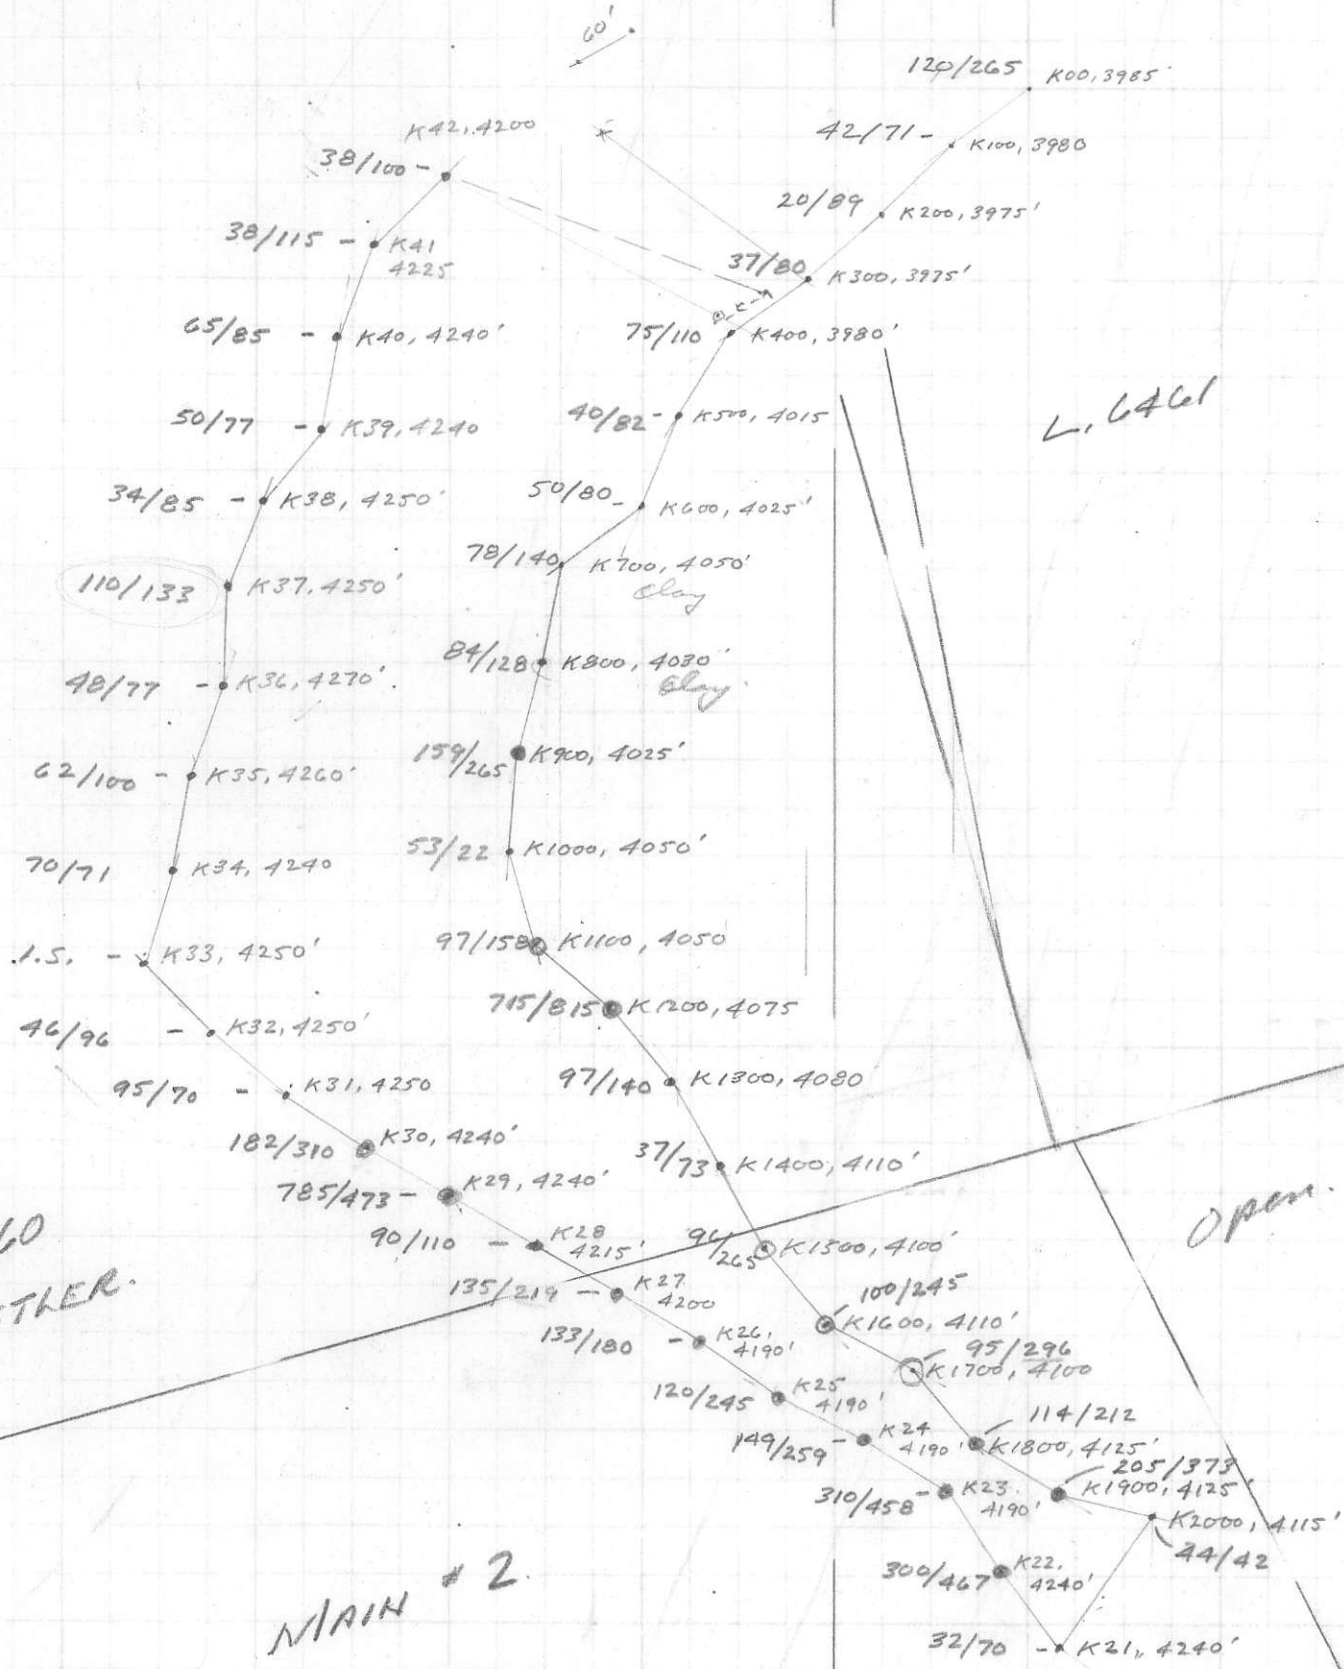 60'
120/265 K00, 3985'
42/71 - K100, 3980
20/89 K200, 3975'
37/80 K300, 3975'
75/110 K400, 3980'
40/82 - K500, 4015
50/80 - K600, 4025'
78/140 K700, 4050'
Clay
84/128 K800, 4030'
Clay
159/265 K900, 4025'
53/22 K1000, 4050'
97/158 K1100, 4050
715/815 K1200, 4075
97/140 K1300, 4080
37/73 K1400, 4110'
96/265 K1500, 4100'
100/245
K1600, 4110'
95/296
K1700, 4100
114/212
K1800, 4125'
205/373
K1900, 4125'
K2000, 4115'
44/42
K42, 4200
38/100 -
38/115 - K41
4225
65/85 - K40, 4240'
50/77 - K39, 4240
34/85 - K38, 4250'
110/133 K37, 4250'
48/77 - K36, 4270'
62/100 - K35, 4260'
70/71 K34, 4240
.I.S. - K33, 4250'
46/96 - K32, 4250'
95/70 - K31, 4250
182/310 K30, 4240'
785/473 - K29, 4240'
90/110 - K28
4215'
135/219 - K27
4200
133/180 - K26,
4190'
120/245 K25
4190'
149/259 - K24
4190'
310/458 - K23.
4190'
300/467 K22.
4240'
32/70 - K21, 4240'
L. 6461
Open.
60
TLER.
MAIN #2